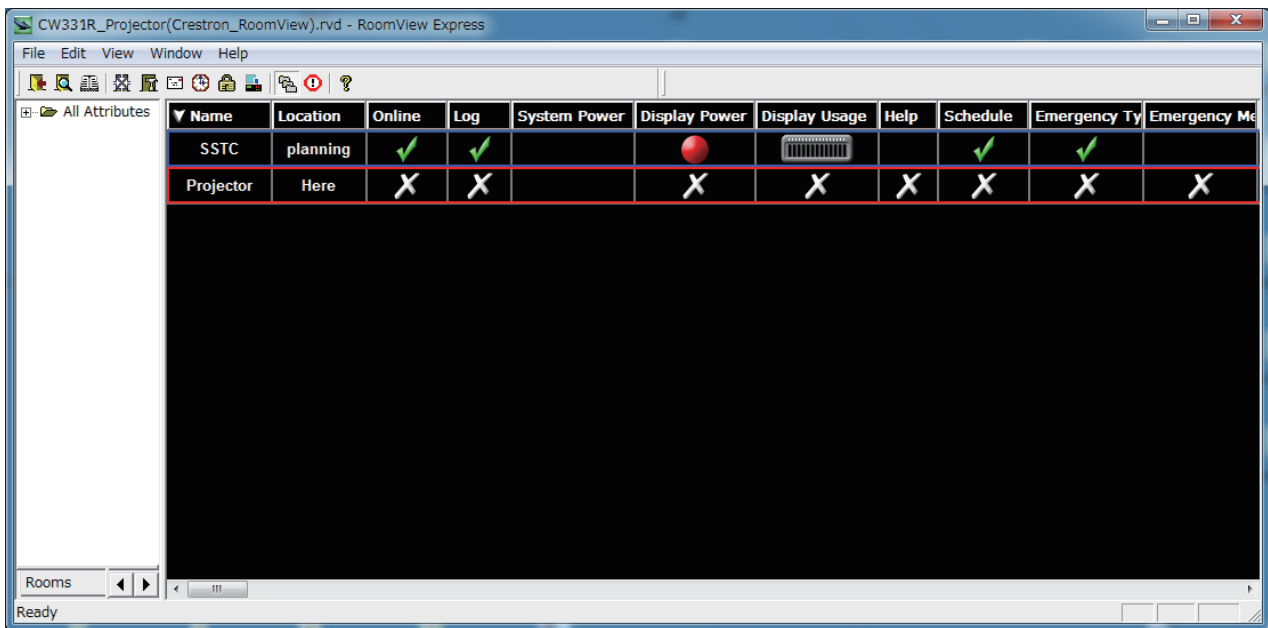 CW331R_Projector(Crestron_RoomView).rvd - RoomView Express
File Edit View Window Help
All Attributes
Name Location Online Log System Power Display Power Display Usage Help Schedule Emergency Ty Emergency Me
SSTC planning
Projector Here
Rooms
Ready